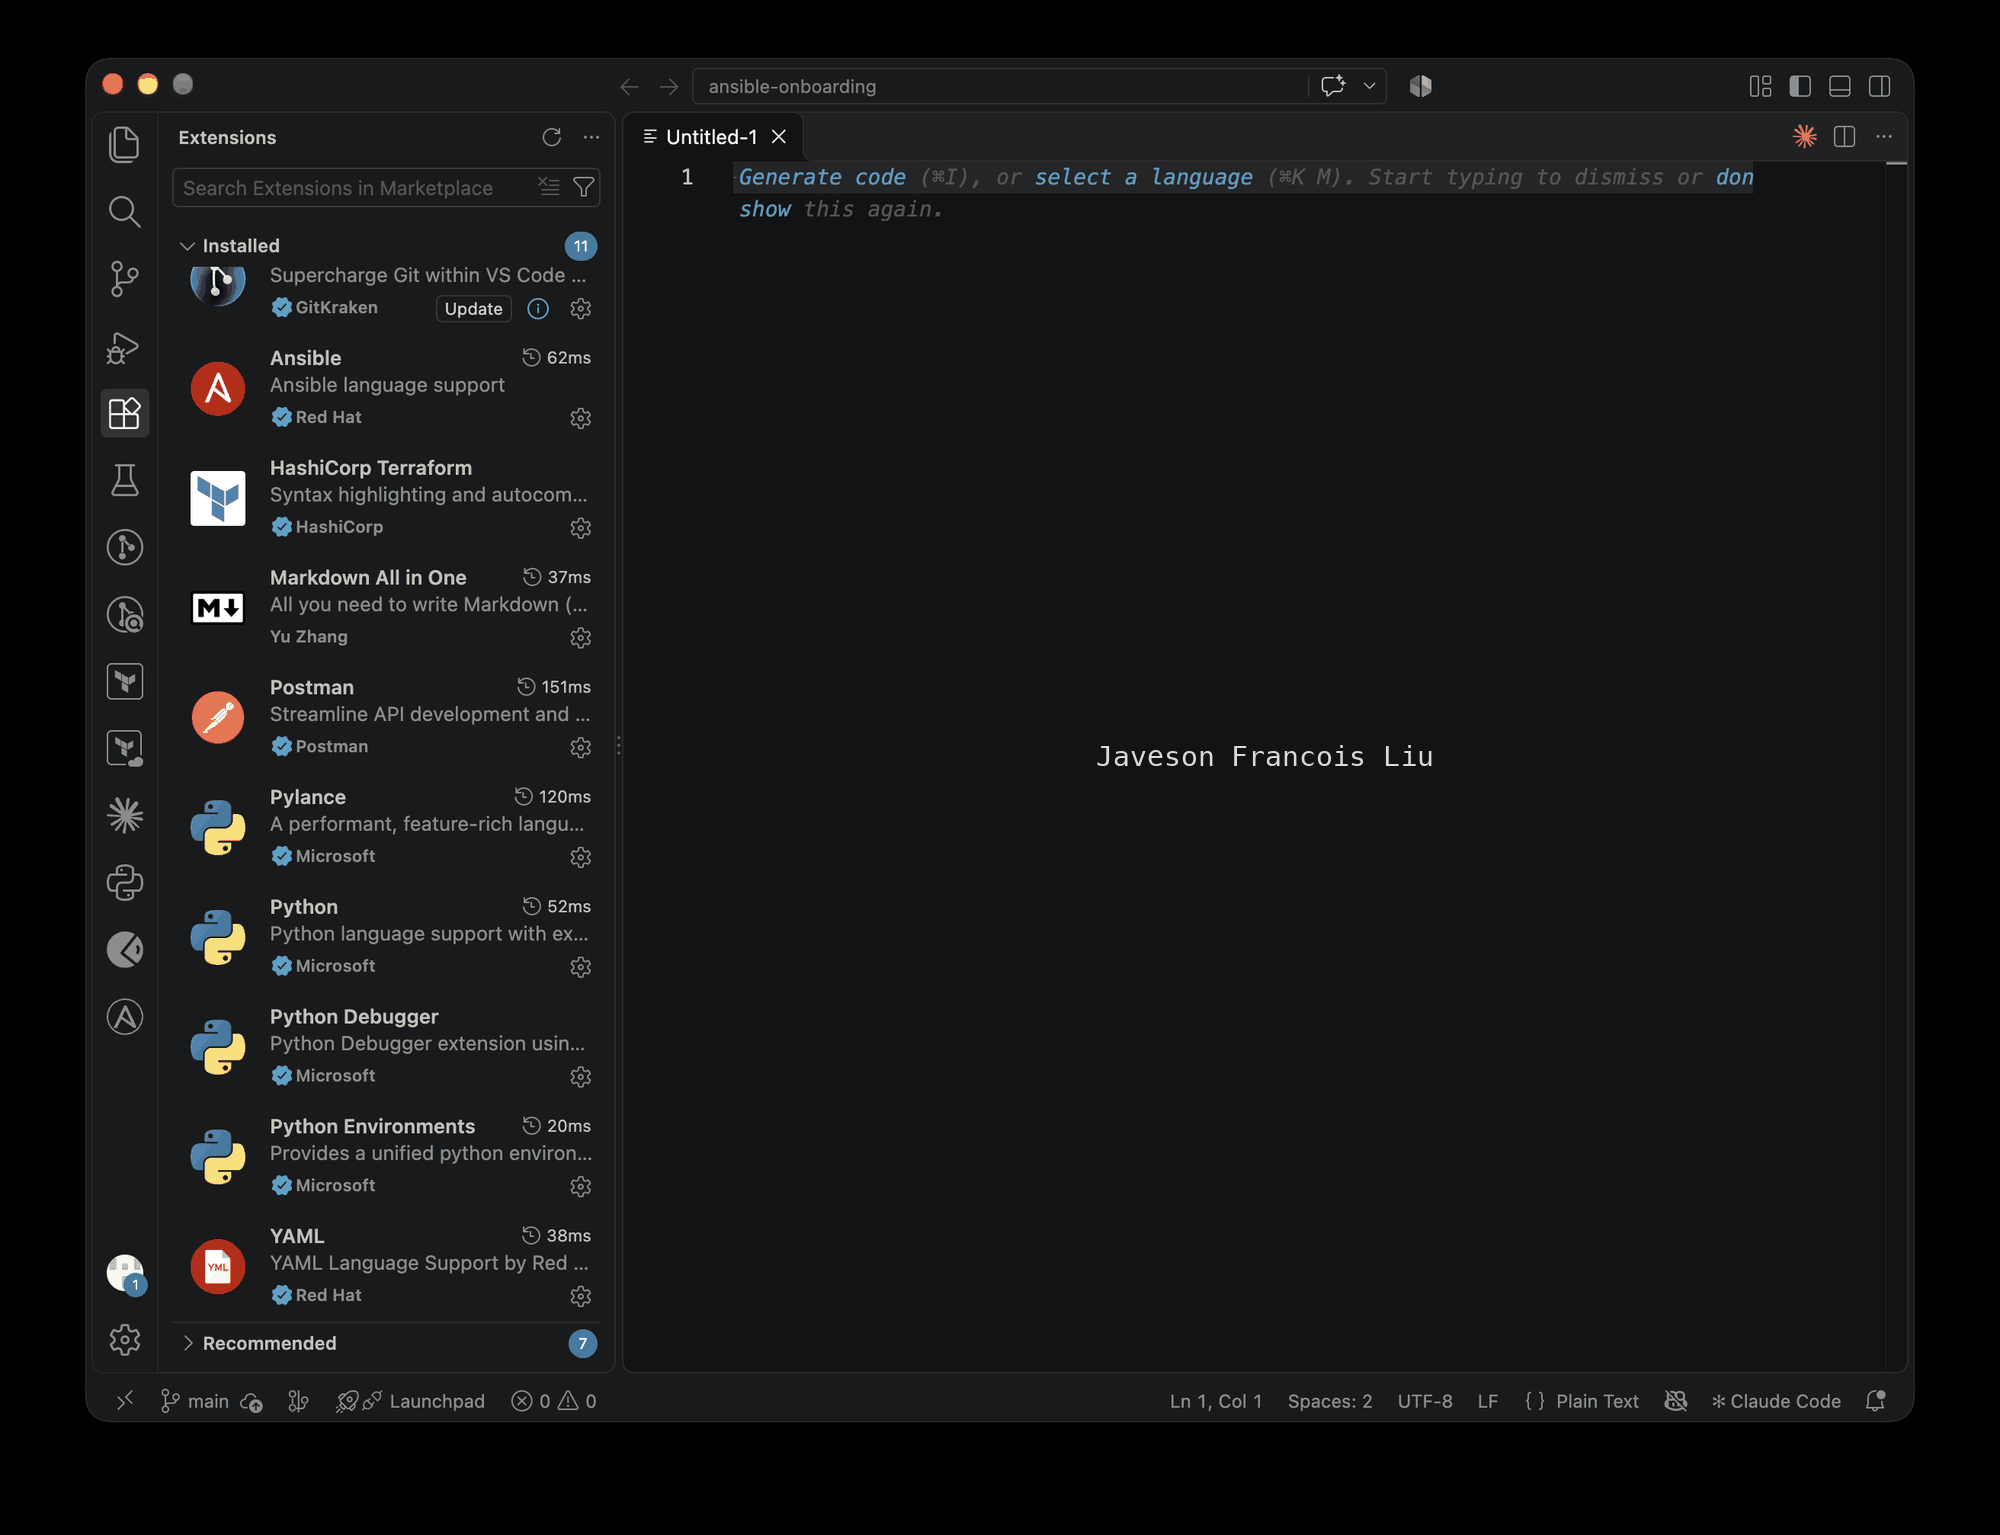 ansible-onboarding
Extensions
Search Extensions in Marketplace
Installed 11
Supercharge Git within VS Code ...
GitKraken Update
Ansible 62ms
Ansible language support
Red Hat
HashiCorp Terraform
Syntax highlighting and autocom...
HashiCorp
Markdown All in One 37ms
All you need to write Markdown (...
Yu Zhang
Postman 151ms
Streamline API development and ...
Postman
Pylance 120ms
A performant, feature-rich langu...
Microsoft
Python 52ms
Python language support with ex...
Microsoft
Python Debugger
Python Debugger extension usin...
Microsoft
Python Environments 20ms
Provides a unified python environ...
Microsoft
YML
YAML 38ms
YAML Language Support by Red ...
Red Hat
Recommended 7
1
Untitled-1
1 Generate code (⌘I), or select a language (⌘K M). Start typing to dismiss or don
show this again.
Javeson Francois Liu
main Launchpad 0 0 Ln 1, Col 1 Spaces: 2 UTF-8 LF {} Plain Text Claude Code